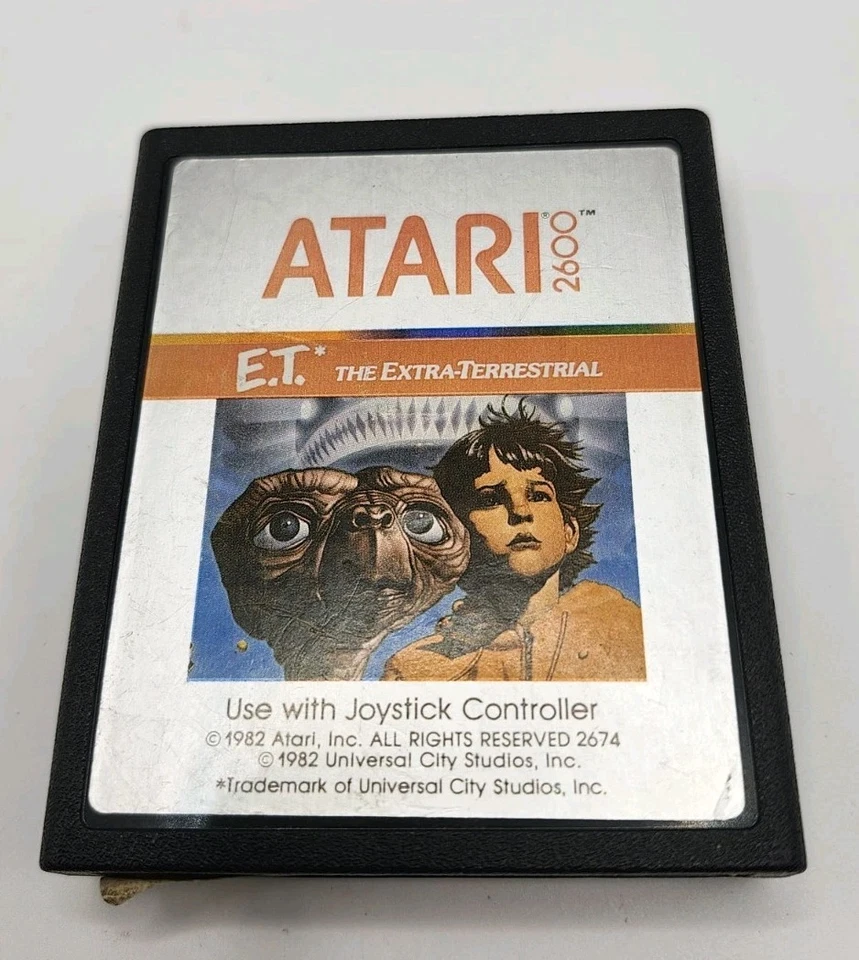 ATARI® 2600™
E.T.* THE EXTRA-TERRESTRIAL
Use with Joystick Controller
© 1982 Atari, Inc. ALL RIGHTS RESERVED 2674
© 1982 Universal City Studios, Inc.
*Trademark of Universal City Studios, Inc.